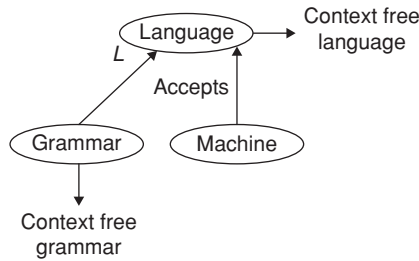 Language
Context free
language
L
Accepts
Grammar
Machine
Context free
grammar